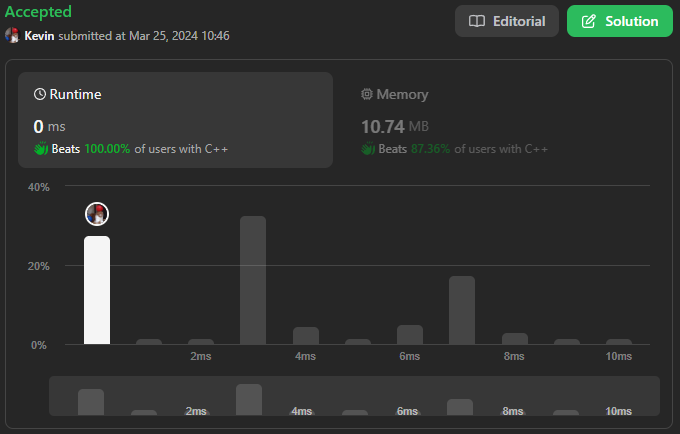 Accepted
Kevin submitted at Mar 25, 2024 10:46
Editorial
Solution
Runtime
0 ms
Beats 100.00% of users with C++
Memory
10.74 MB
Beats 87.36% of users with C++
40%
20%
0%
2ms 4ms 6ms 8ms 10ms
2ms 4ms 6ms 8ms 10ms